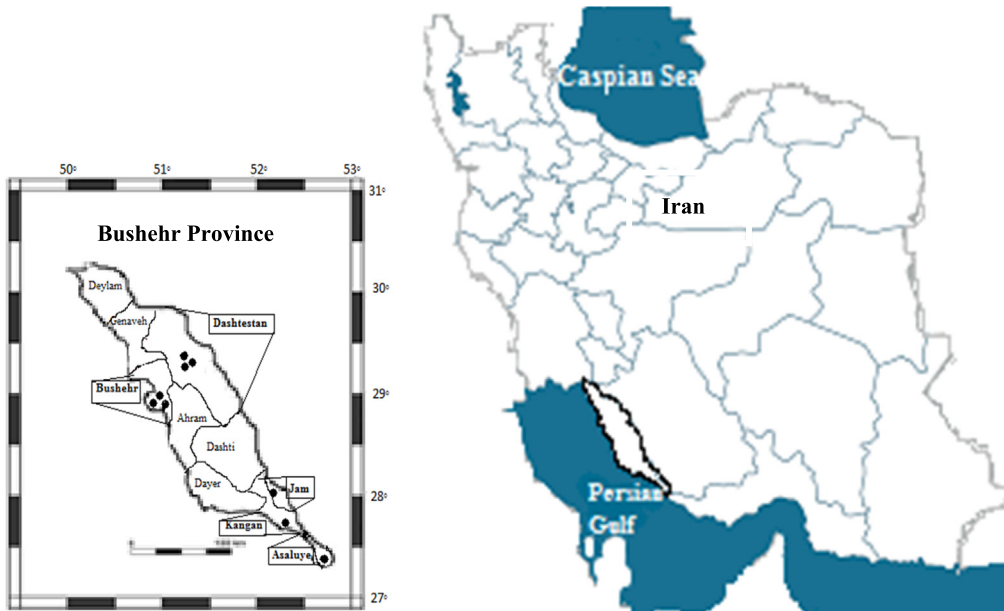 50° 51° 52° 53°
31°
Bushehr Province
30°
Deylam
Genaveh
Dashtestan
29°
Bushehr
Ahram
Dashti
Dayer
Jam
28°
Kangan
Asaluye
27°
Caspian Sea
Iran
Persian
Gulf